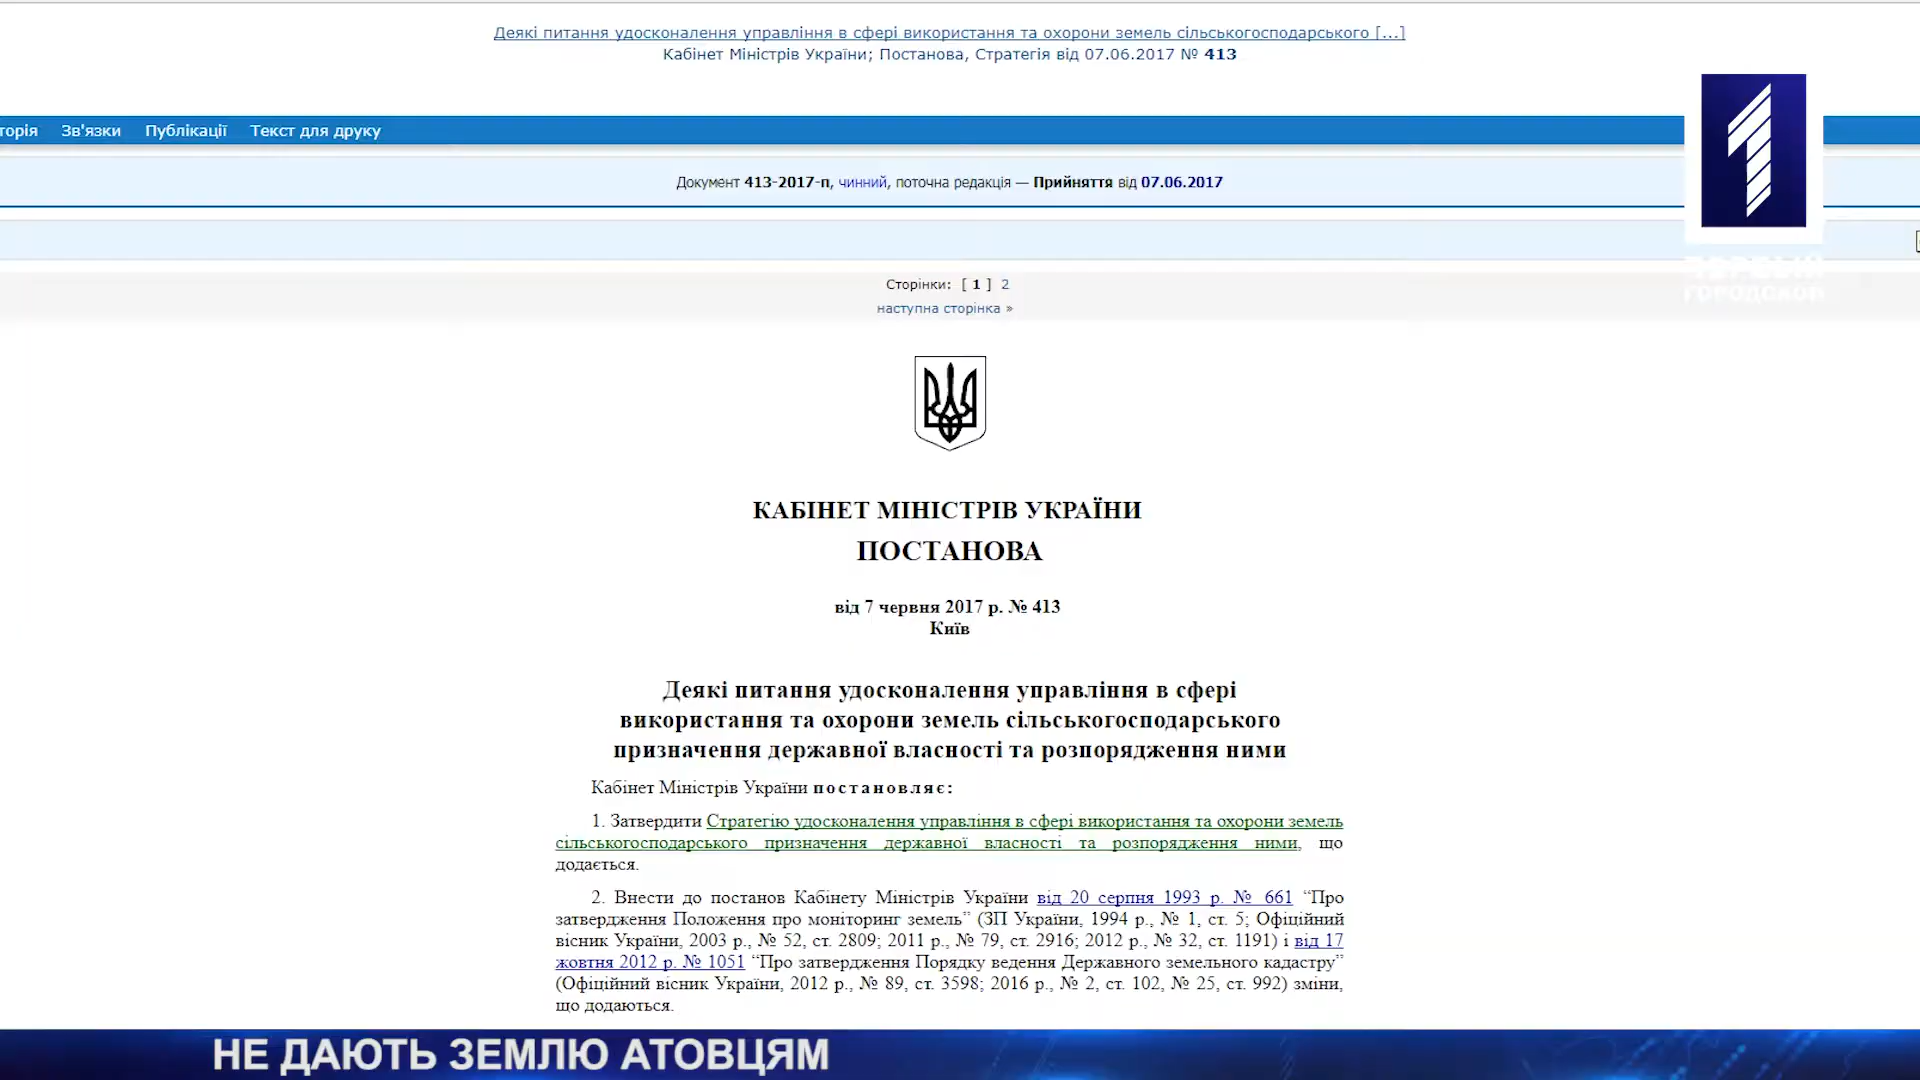 Деякі питання удосконалення управління в сфері використання та охорони земель сільськогосподарського [...]
Кабінет Міністрів України; Постанова, Стратегія від 07.06.2017 № 413
торія Зв'язки Публікації Текст для друку
Документ 413-2017-п, чинний, поточна редакція — Прийняття від 07.06.2017
Сторінки: [ 1 ] 2
наступна сторінка »
ГОРОДСКОЙ
КАБІНЕТ МІНІСТРІВ УКРАЇНИ
ПОСТАНОВА
від 7 червня 2017 р. № 413
Київ
Деякі питання удосконалення управління в сфері
використання та охорони земель сільськогосподарського
призначення державної власності та розпорядження ними
Кабінет Міністрів України постановляє:
1. Затвердити Стратегію удосконалення управління в сфері використання та охорони земель
сільськогосподарського призначення державної власності та розпорядження ними, що
додається.
2. Внести до постанов Кабінету Міністрів України від 20 серпня 1993 р. № 661 “Про
затвердження Положення про моніторинг земель” (ЗП України, 1994 р., № 1, ст. 5; Офіційний
вісник України, 2003 р., № 52, ст. 2809; 2011 р., № 79, ст. 2916; 2012 р., № 32, ст. 1191) і від 17
жовтня 2012 р. № 1051 “Про затвердження Порядку ведення Державного земельного кадастру”
(Офіційний вісник України, 2012 р., № 89, ст. 3598; 2016 р., № 2, ст. 102, № 25, ст. 992) зміни,
що додаються.
НЕ ДАЮТЬ ЗЕМЛЮ АТОВЦЯМ